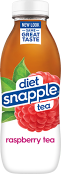 NEW LOOK
SAME
GREAT
TASTE
diet
snapple
tea
raspberry tea